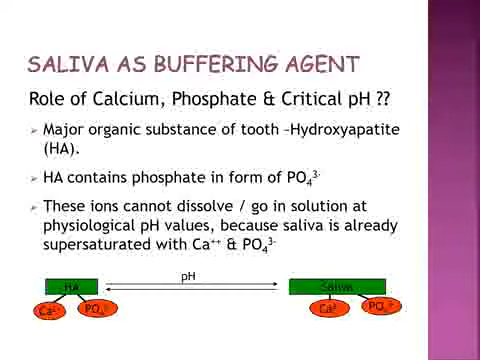 SALIVA AS BUFFERING AGENT
Role of Calcium, Phosphate & Critical pH ??
➢ Major organic substance of tooth –Hydroxyapatite
(HA).
➢ HA contains phosphate in form of PO₄³⁻
➢ These ions cannot dissolve / go in solution at
physiological pH values, because saliva is already
supersaturated with Ca⁺⁺ & PO₄³⁻
pH
HA Saliva
Ca²⁺ PO₄³⁻ Ca² PO₄³⁻